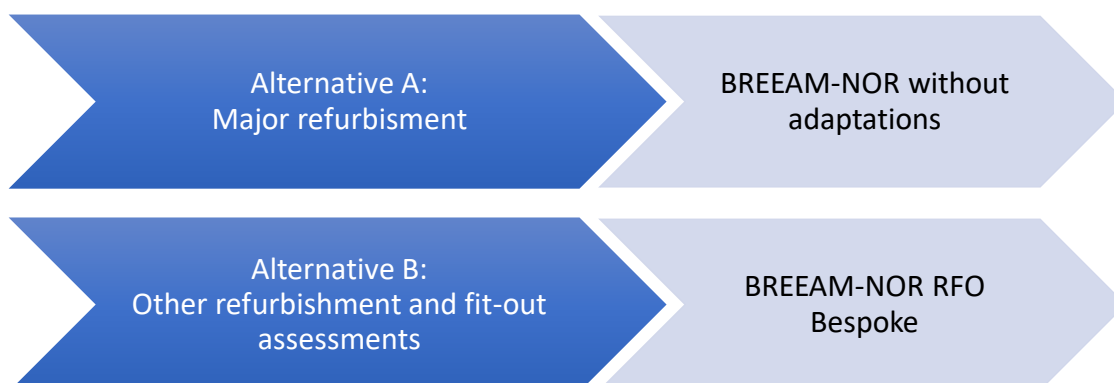 Alternative A:
Major refurbisment
BREEAM-NOR without
adaptations
Alternative B:
Other refurbishment and fit-out
assessments
BREEAM-NOR RFO
Bespoke